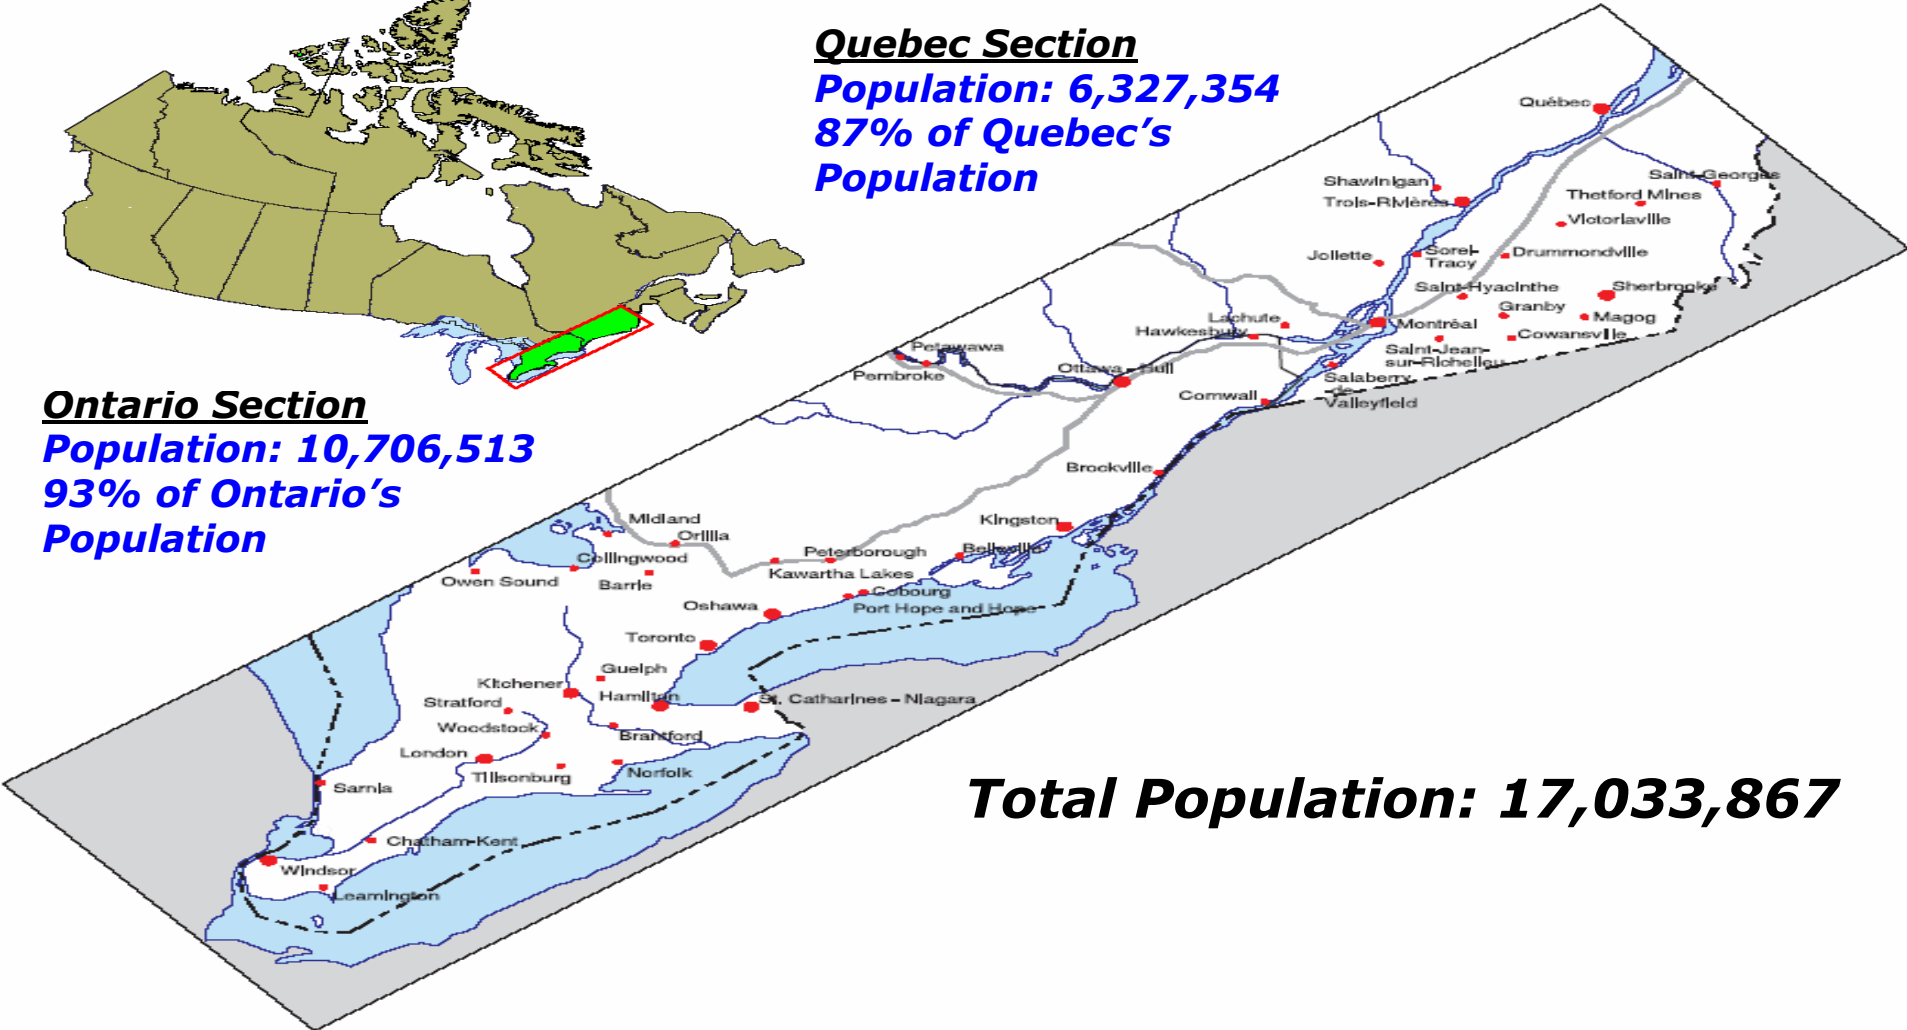 Quebec Section
Population: 6,327,354
87% of Quebec’s
Population
Ontario Section
Population: 10,706,513
93% of Ontario’s
Population
Québec
Saint-Georges
Shawinigan
Thetford Mines
Trois-Rivières
Victoriaville
Joliette
Sorel-
Tracy
Drummondville
Saint-Hyacinthe
Sherbrooke
Granby
Magog
Lachute
Montréal
Hawkesbury
Cowansville
Saint-Jean-
sur-Richelieu
Petawawa
Pembroke
Ottawa - Hull
Salaberry-
de-
Valleyfield
Cornwall
Brockville
Kingston
Midland
Orillia
Belleville
Peterborough
Collingwood
Kawartha Lakes
Owen Sound
Barrie
Cobourg
Oshawa
Port Hope and Hope
Toronto
Guelph
Kitchener
Hamilton
St. Catharines - Niagara
Stratford
Woodstock
Brantford
London
Tillsonburg
Norfolk
Sarnia
Chatham-Kent
Windsor
Leamington
Total Population: 17,033,867